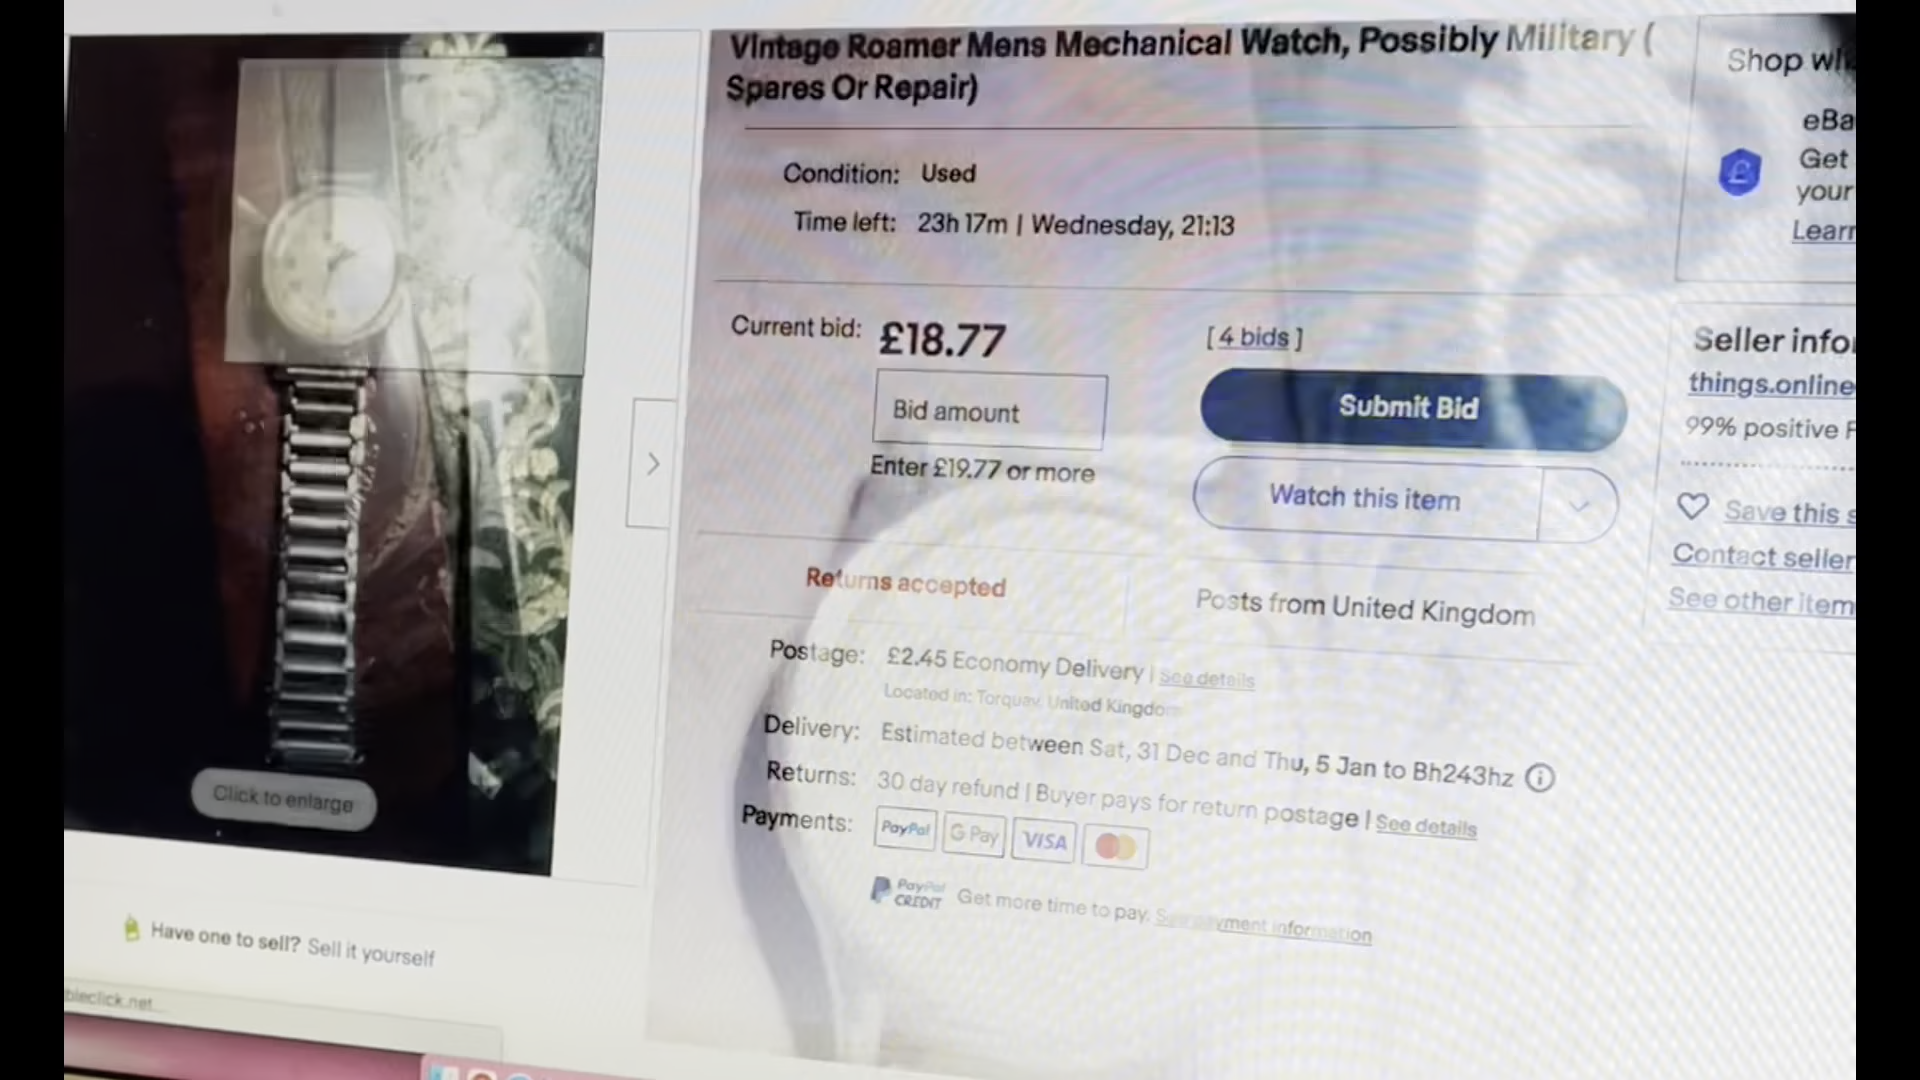 Vintage Roamer Mens Mechanical Watch, Possibly Military (
Spares Or Repair)
Condition: Used
Time left: 23h 17m | Wednesday, 21:13
Current bid: £18.77
[ 4 bids ]
Bid amount
Submit Bid
Enter £19.77 or more
Watch this item
Returns accepted
Posts from United Kingdom
Postage: £2.45 Economy Delivery | See details
Located in: Torquay, United Kingdom
Delivery: Estimated between Sat, 31 Dec and Thu, 5 Jan to Bh243hz
Returns: 30 day refund | Buyer pays for return postage | See details
Payments: PayPal G Pay VISA
PayPal
CREDIT
Get more time to pay. See payment information
Click to enlarge
Have one to sell? Sell it yourself
bleclick.net
Shop wh
eBa
Get
your
Learn
£
Seller info
things.online
99% positive F
Save this s
Contact seller
See other item